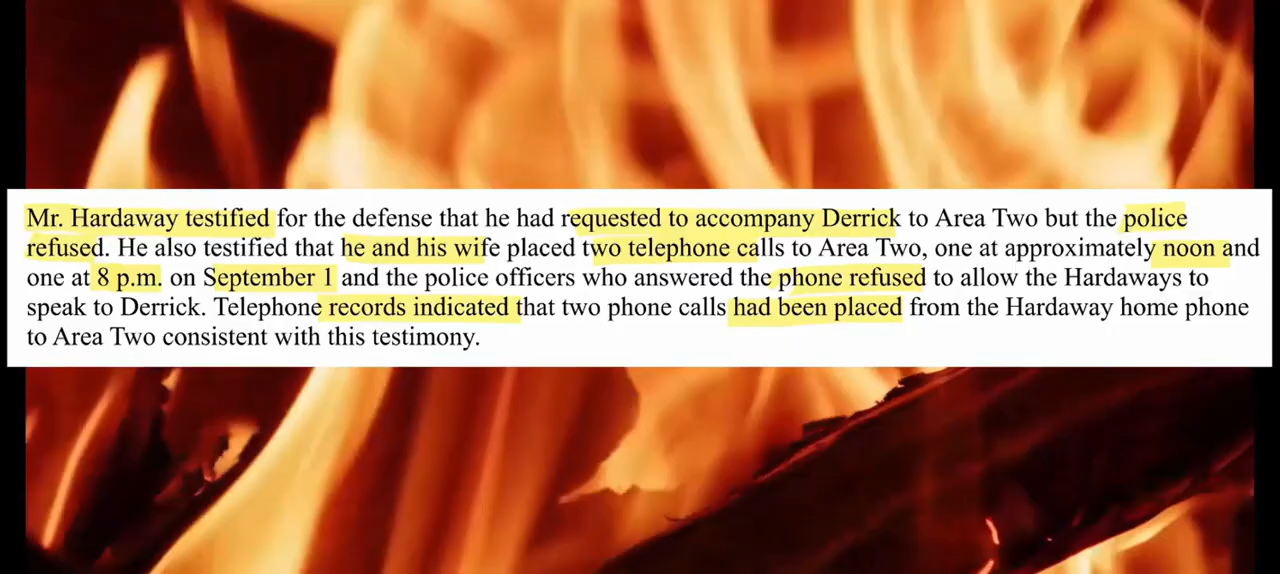 Mr. Hardaway testified for the defense that he had requested to accompany Derrick to Area Two but the police
refused. He also testified that he and his wife placed two telephone calls to Area Two, one at approximately noon and
one at 8 p.m. on September 1 and the police officers who answered the phone refused to allow the Hardaways to
speak to Derrick. Telephone records indicated that two phone calls had been placed from the Hardaway home phone
to Area Two consistent with this testimony.